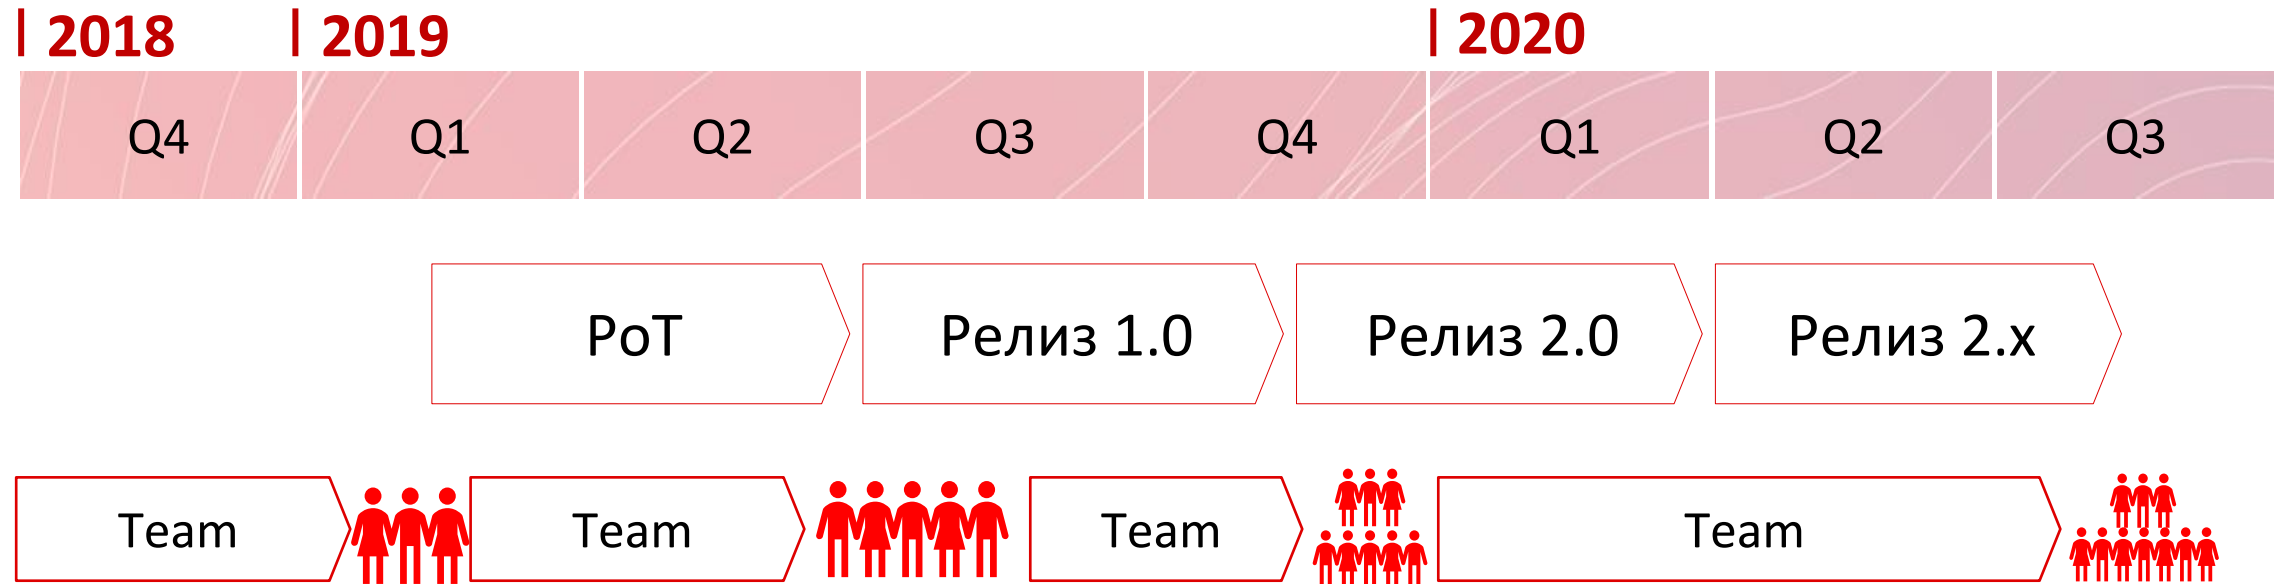 2018 2019 2020
Q4 Q1 Q2 Q3 Q4 Q1 Q2 Q3
PoT Релиз 1.0 Релиз 2.0 Релиз 2.x
Team Team Team Team